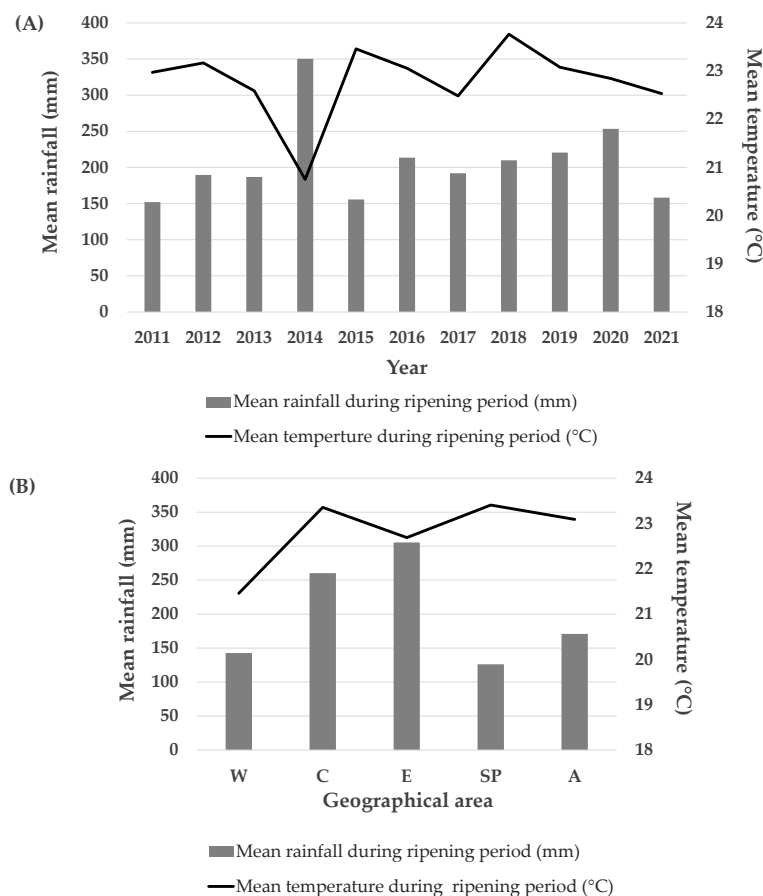 (A)
400
350
300
250
200
150
100
50
0
Mean rainfall
(mm)
24
23
22
21
20
19
18
Mean temperature
(°C)
2011 2012 2013 2014 2015 2016 2017 2018 2019 2020 2021
Year
Mean rainfall during ripening period (mm)
Mean temperture during ripening period (°C)
(B)
400
350
300
250
200
150
100
50
0
Mean rainfall
(mm)
24
23
22
21
20
19
18
Mean temperature
(°C)
W C E SP A
Geographical area
Mean rainfall during ripening period (mm)
Mean temperature during ripening period (°C)